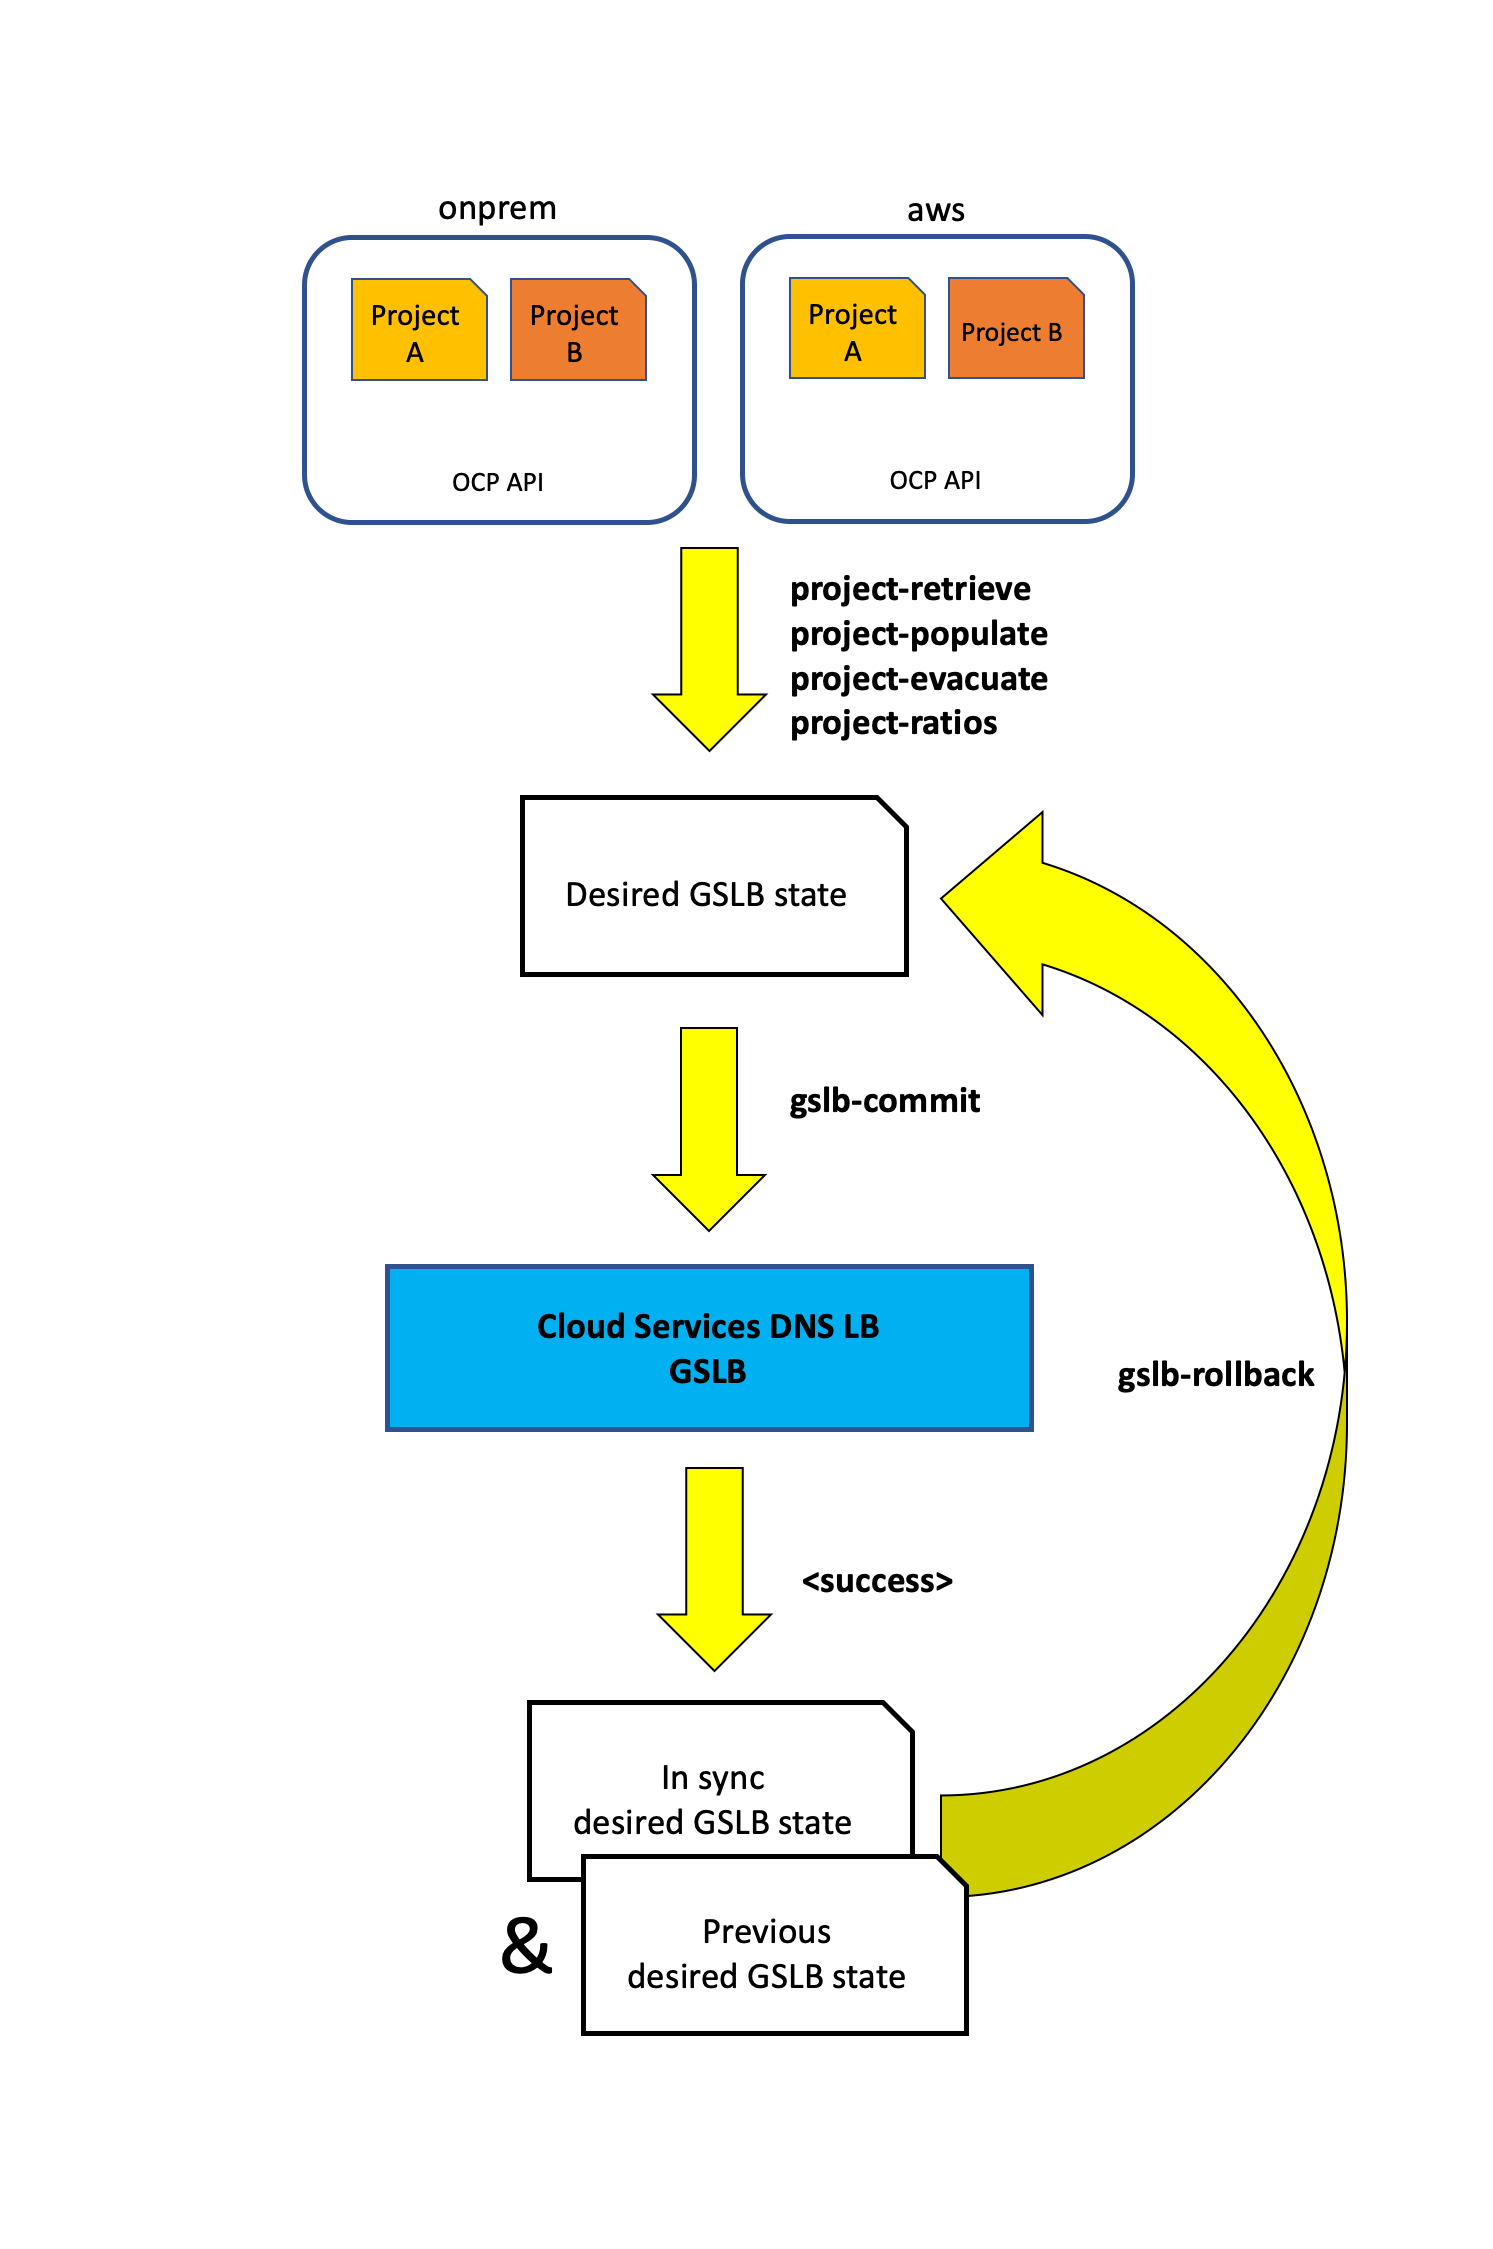 onprem
aws
Project
A
Project
B
OCP API
Project
A
Project B
OCP API
project-retrieve
project-populate
project-evacuate
project-ratios
Desired GSLB state
gslb-commit
Cloud Services DNS LB
GSLB
gslb-rollback
<success>
In sync
desired GSLB state
&
Previous
desired GSLB state